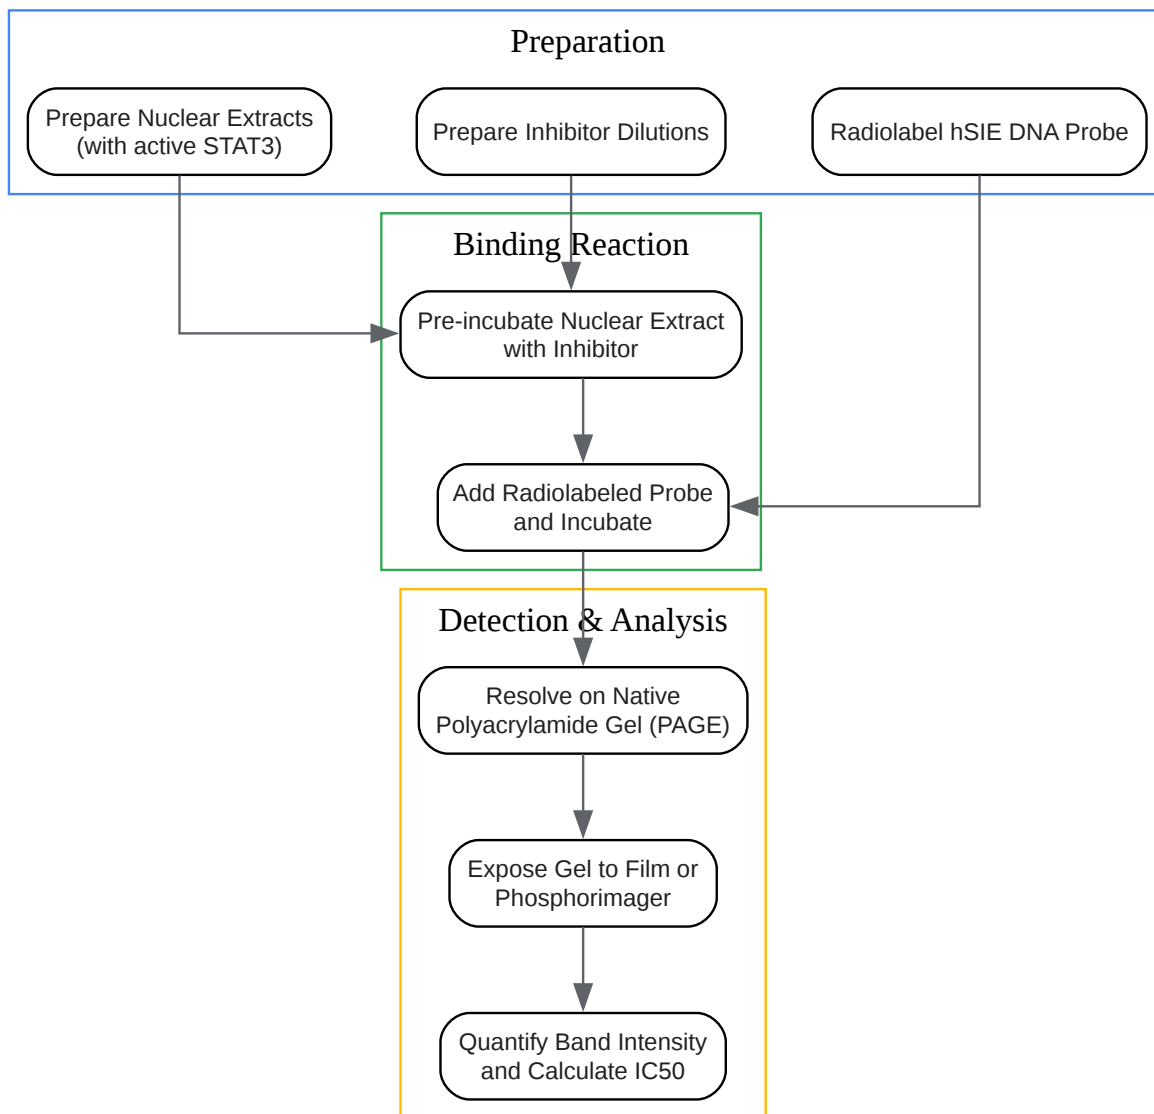 Preparation
Prepare Nuclear Extracts
(with active STAT3)
Prepare Inhibitor Dilutions
Radiolabel hSIE DNA Probe
Binding Reaction
Pre-incubate Nuclear Extract
with Inhibitor
Add Radiolabeled Probe
and Incubate
Detection & Analysis
Resolve on Native
Polyacrylamide Gel (PAGE)
Expose Gel to Film or
Phosphorimager
Quantify Band Intensity
and Calculate IC50